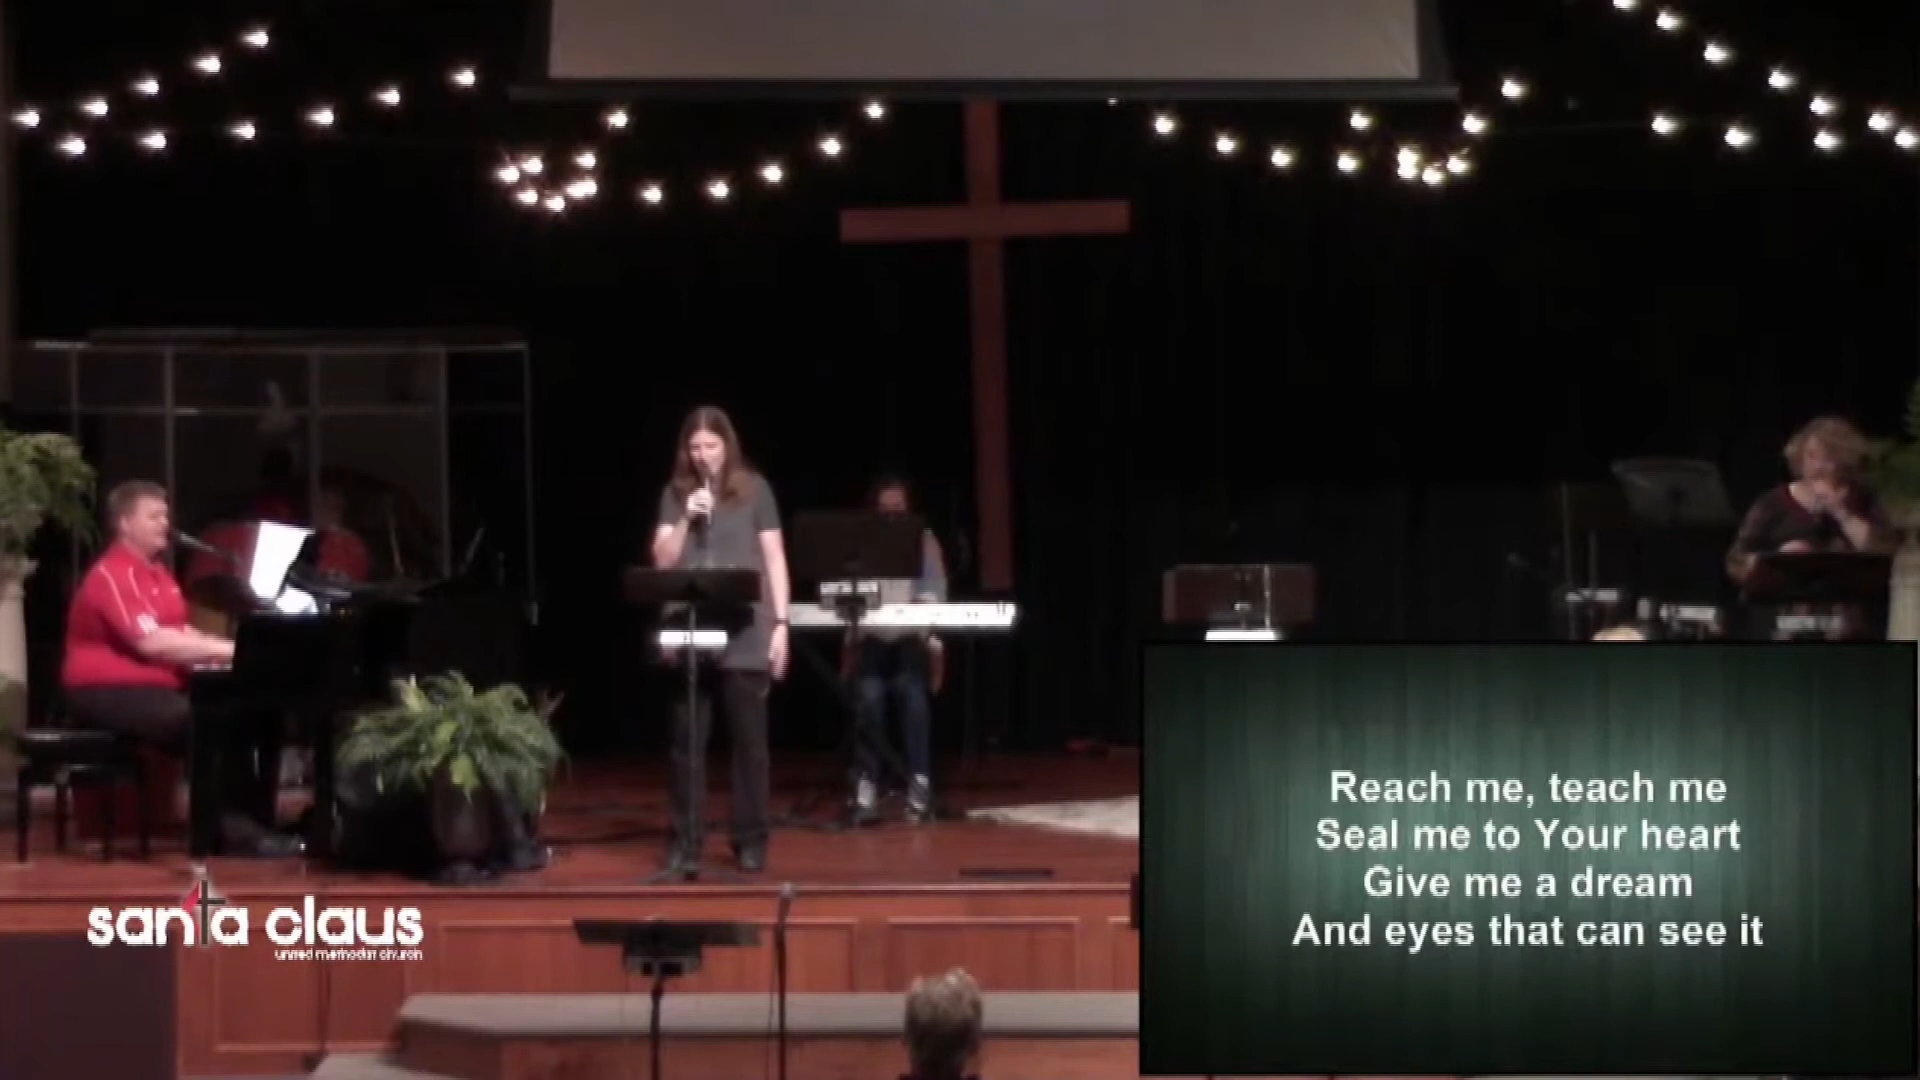 santa claus
united methodist church
Reach me, teach me
Seal me to Your heart
Give me a dream
And eyes that can see it